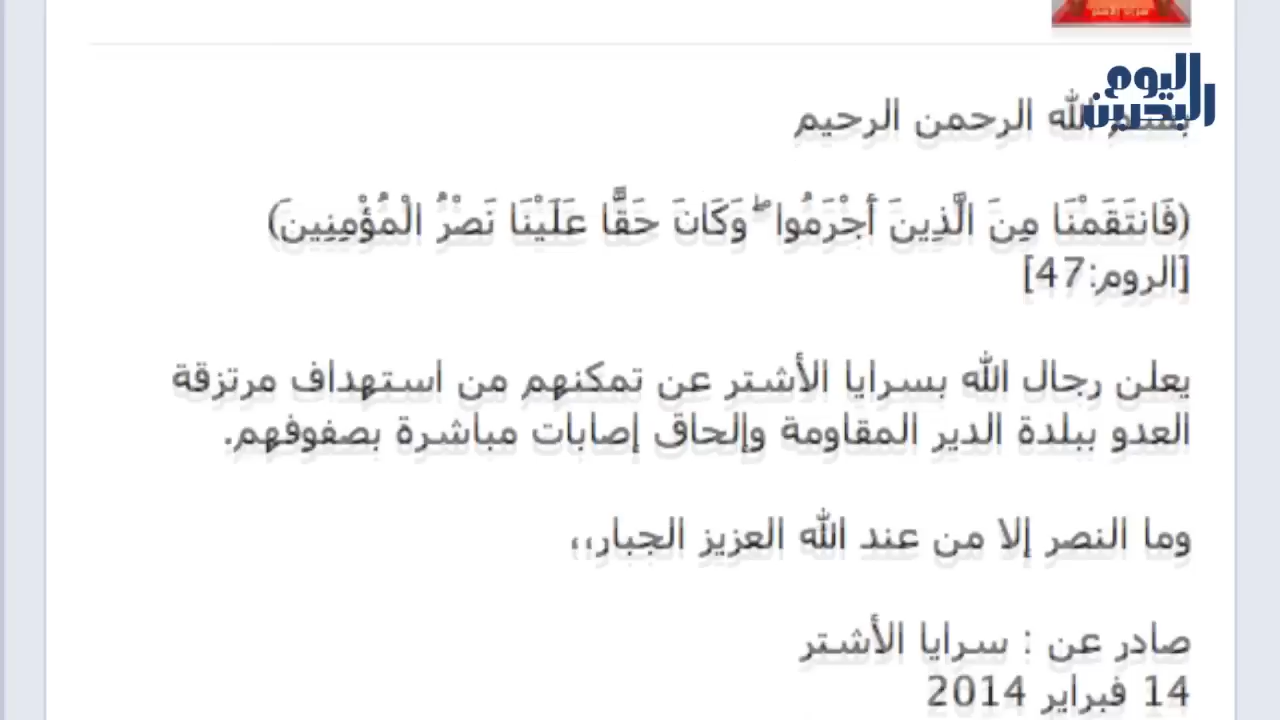 اليوم
البحرين
بسم الله الرحمن الرحيم
(فَانتَقَمْنَا مِنَ الَّذِينَ أَجْرَمُوا ۖ وَكَانَ حَقًّا عَلَيْنَا نَصْرُ الْمُؤْمِنِينَ)
[الروم:47]
يعلن رجال الله بسرايا الأشتر عن تمكنهم من استهداف مرتزقة
العدو ببلدة الدير المقاومة وإلحاق إصابات مباشرة بصفوفهم.
وما النصر إلا من عند الله العزيز الجبار،،
صادر عن : سرايا الأشتر
14 فبراير 2014